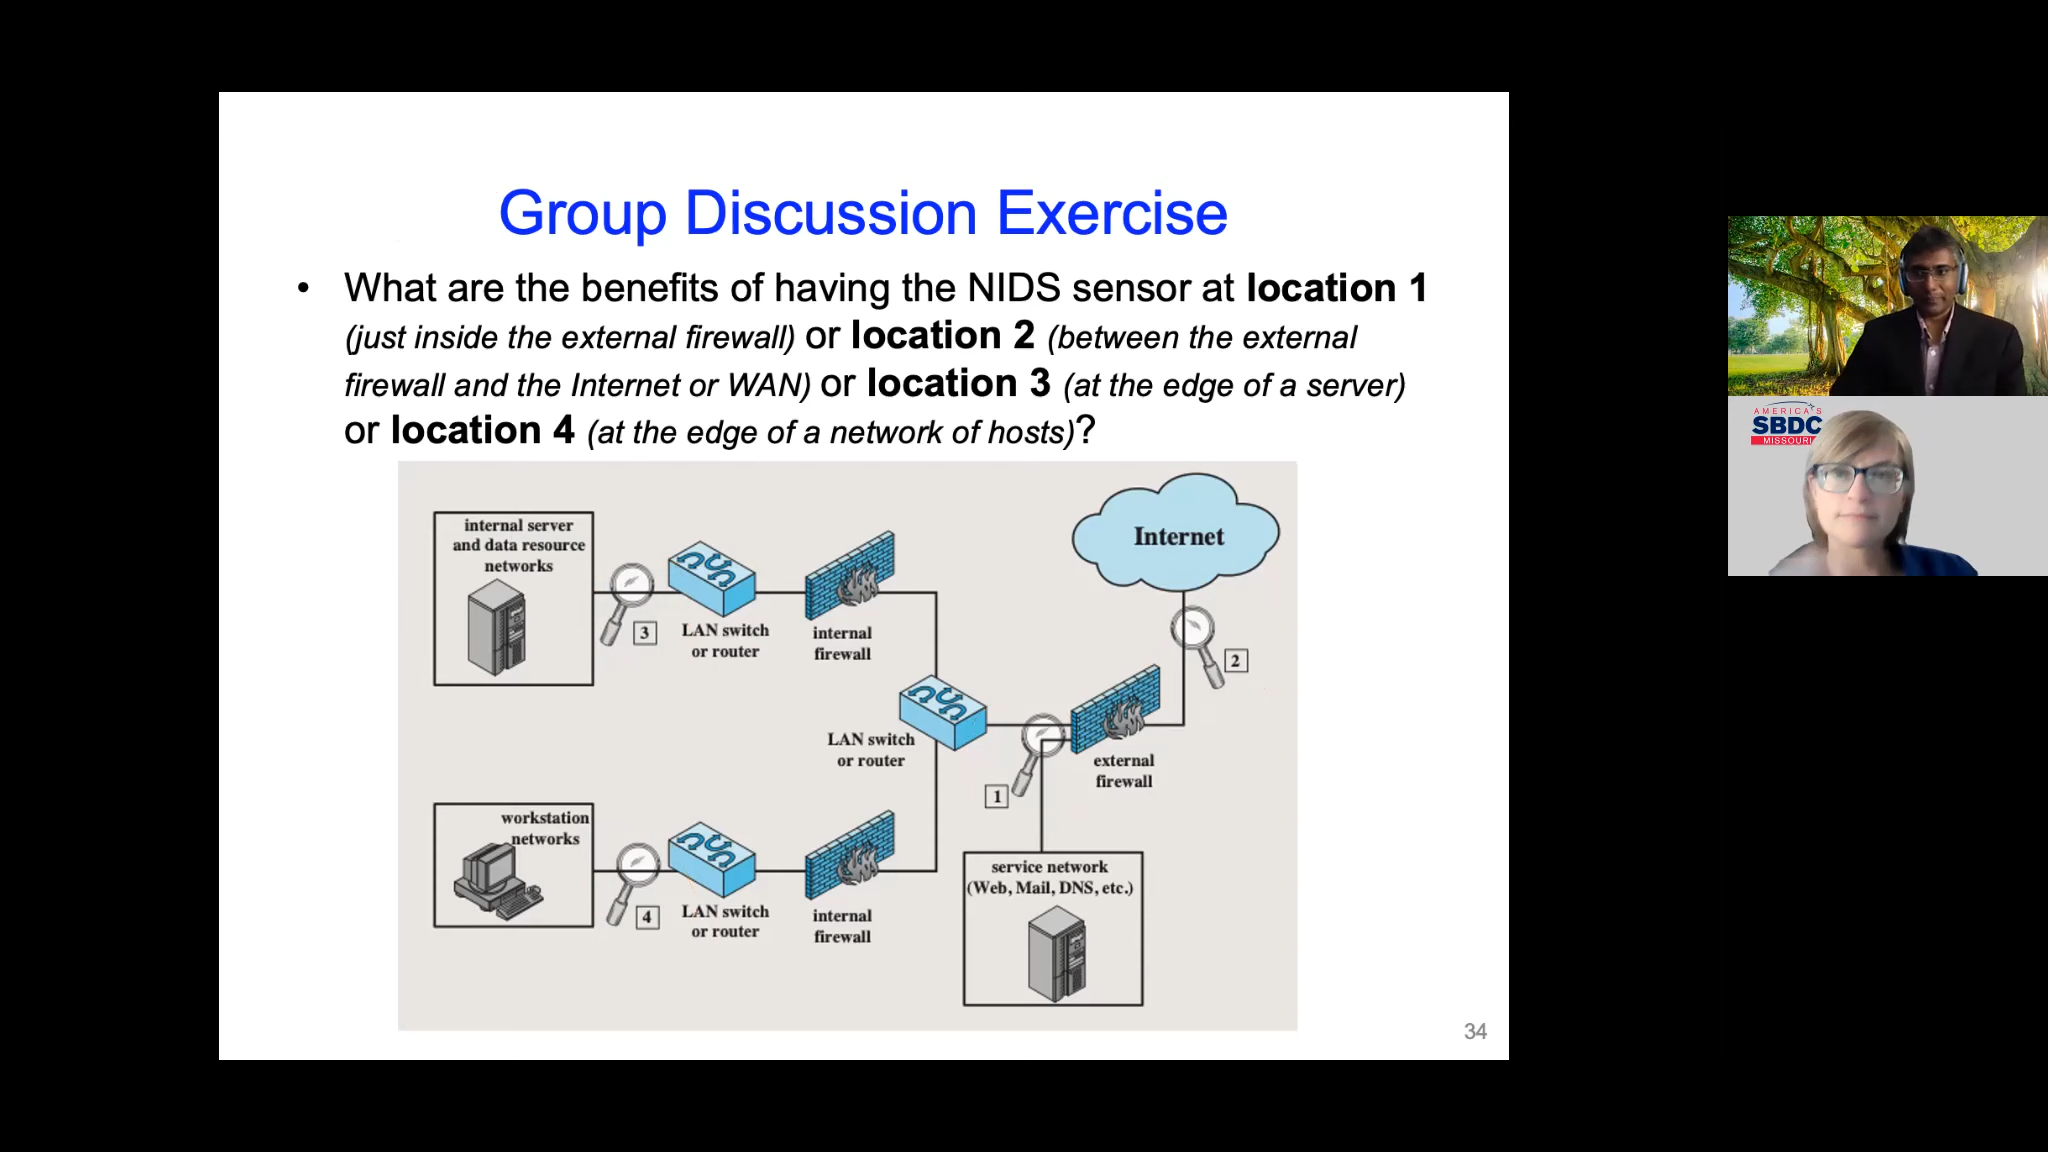 Group Discussion Exercise
• What are the benefits of having the NIDS sensor at location 1
(just inside the external firewall) or location 2 (between the external
firewall and the Internet or WAN) or location 3 (at the edge of a server)
or location 4 (at the edge of a network of hosts)?
internal server
and data resource
networks
3
LAN switch
or router
internal
firewall
Internet
2
LAN switch
or router
1
external
firewall
workstation
networks
4
LAN switch
or router
internal
firewall
service network
(Web, Mail, DNS, etc.)
34
AMERICA'S
SBDC
MISSOURI